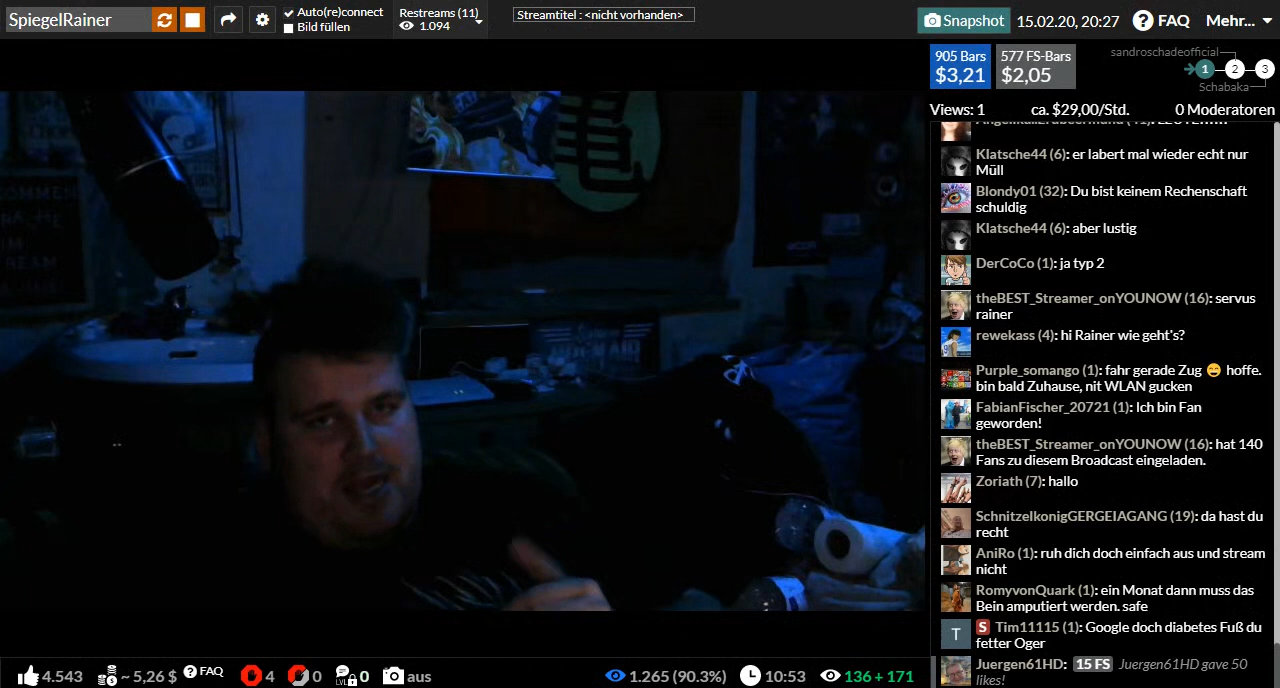 SpiegelRainer
Auto(re)connect
Bild füllen
Restreams (11)
1.094
Streamtitel : <nicht vorhanden>
Snapshot
15.02.20, 20:27
FAQ
Mehr...
905 Bars
$3,21
577 FS-Bars
$2,05
sandroschadeofficial
1 2 3
Schabaka
Views: 1
ca. $29,00/Std.
0 Moderatoren
Klatsche44 (6): er labert mal wieder echt nur
Müll
Blondy01 (32): Du bist keinem Rechenschaft
schuldig
Klatsche44 (6): aber lustig
DerCoCo (1): ja typ 2
theBEST_Streamer_onYOUNOW (16): servus
rainer
rewekass (4): hi Rainer wie geht's?
Purple_somango (1): fahr gerade Zug 😄 hoffe.
bin bald Zuhause, nit WLAN gucken
FabianFischer_20721 (1): Ich bin Fan
geworden!
theBEST_Streamer_onYOUNOW (16): hat 140
Fans zu diesem Broadcast eingeladen.
Zoriath (7): hallo
SchnitzelkonigGERGEIAGANG (19): da hast du
recht
AniRo (1): ruh dich doch einfach aus und stream
nicht
RomyvonQuark (1): ein Monat dann muss das
Bein amputiert werden. safe
T
S Tim11115 (1): Google doch diabetes Fuß du
fetter Oger
Juergen61HD: 15 FS Juergen61HD gave 50
likes!
4.543
~ 5,26 $
FAQ
4
0
LVL
0
aus
1.265 (90.3%)
10:53
136 + 171